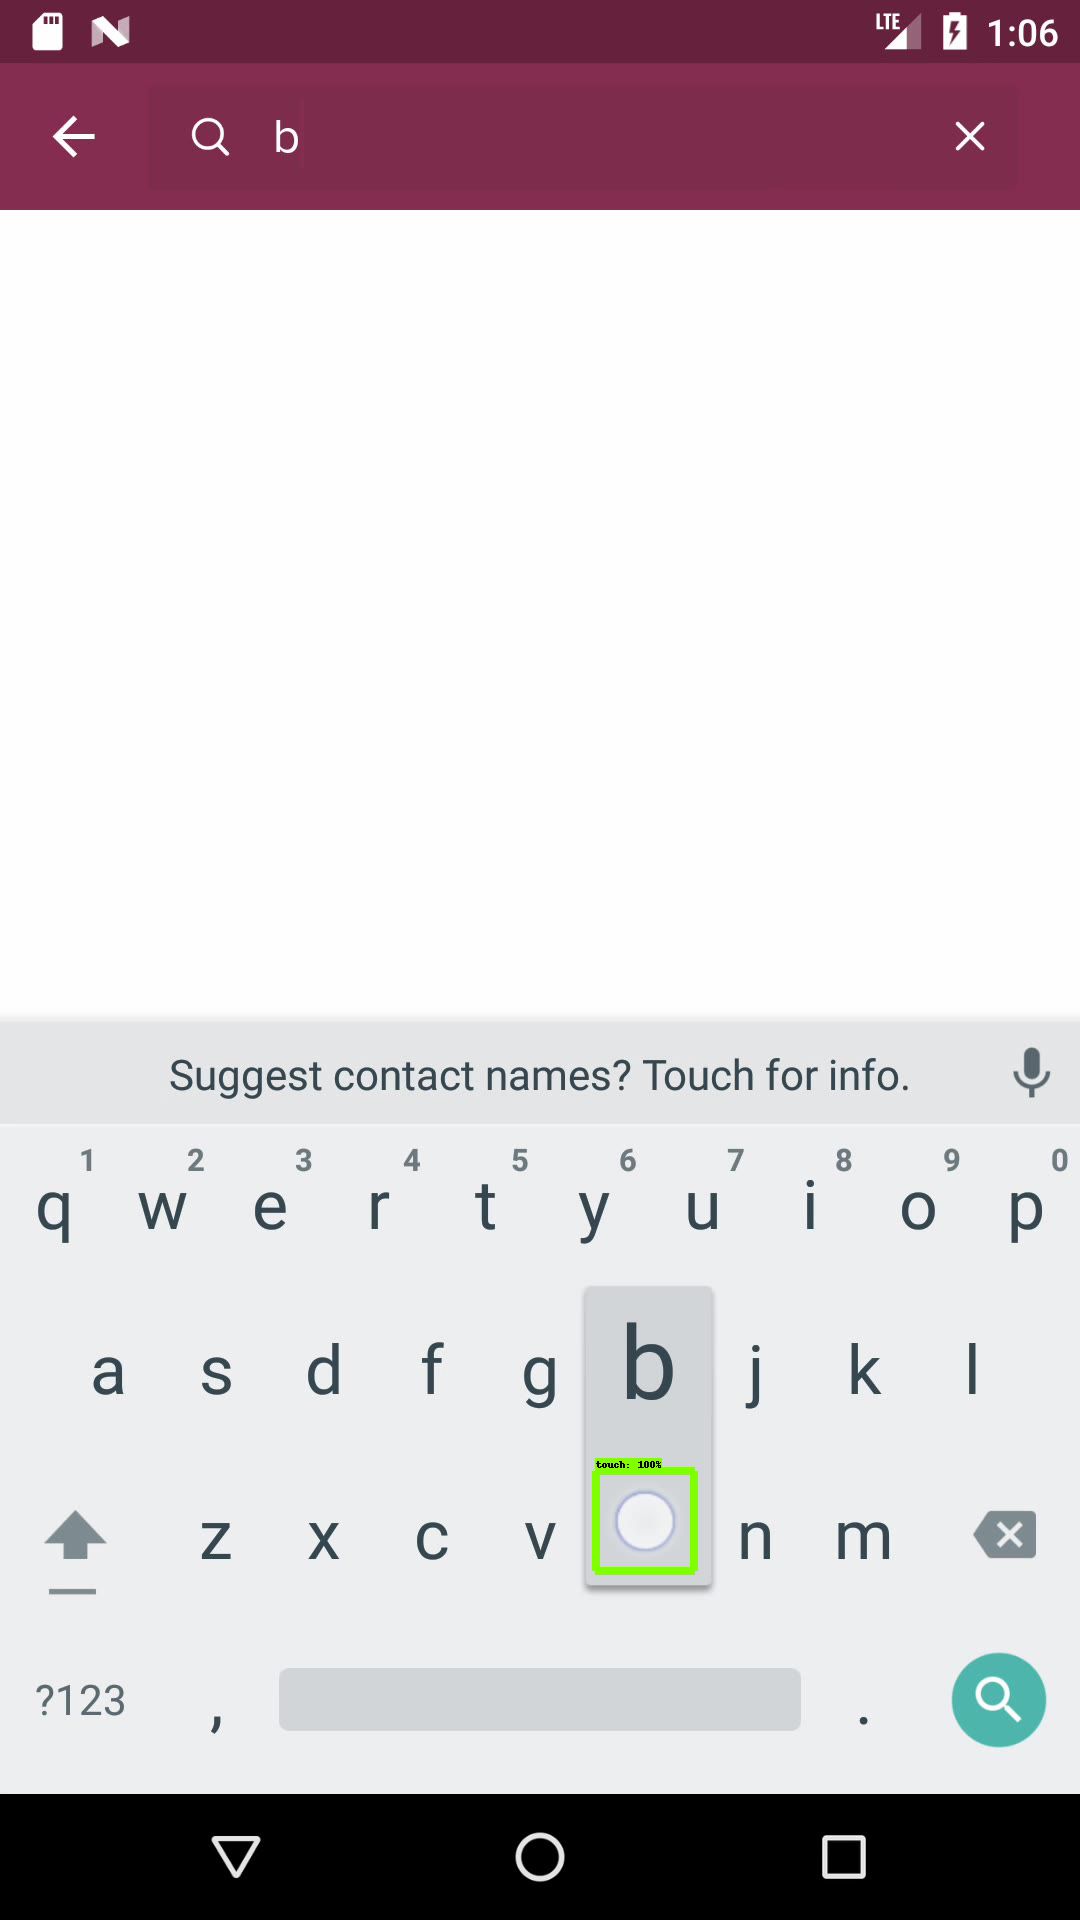 LTE 1:06
b
Suggest contact names? Touch for info.
1 2 3 4 5 6 7 8 9 0
q w e r t y u i o p
a s d f g b j k l
touch: 100%
z x c v n m
?123 , .